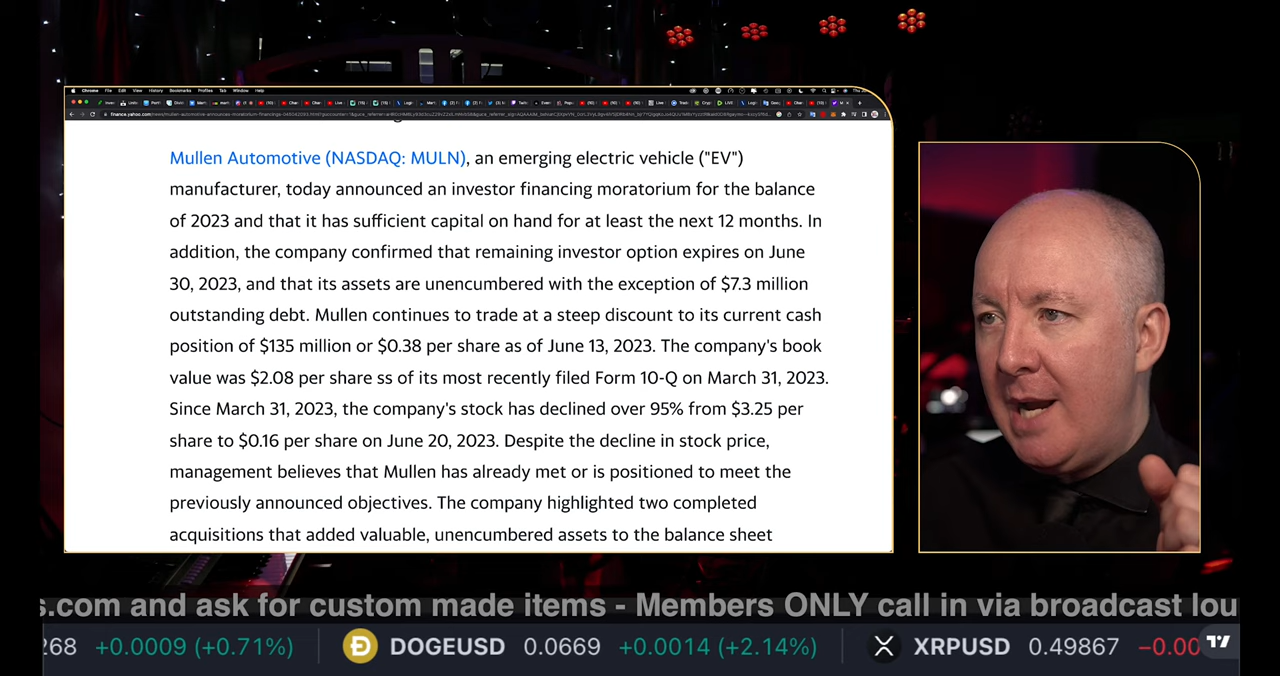 Chrome File Edit View History Bookmarks Profiles Tab Window Help
Mullen Automotive (NASDAQ: MULN), an emerging electric vehicle ("EV")
manufacturer, today announced an investor financing moratorium for the balance
of 2023 and that it has sufficient capital on hand for at least the next 12 months. In
addition, the company confirmed that remaining investor option expires on June
30, 2023, and that its assets are unencumbered with the exception of $7.3 million
outstanding debt. Mullen continues to trade at a steep discount to its current cash
position of $135 million or $0.38 per share as of June 13, 2023. The company's book
value was $2.08 per share ss of its most recently filed Form 10-Q on March 31, 2023.
Since March 31, 2023, the company's stock has declined over 95% from $3.25 per
share to $0.16 per share on June 20, 2023. Despite the decline in stock price,
management believes that Mullen has already met or is positioned to meet the
previously announced objectives. The company highlighted two completed
acquisitions that added valuable, unencumbered assets to the balance sheet
s.com and ask for custom made items - Members ONLY call in via broadcast lou
268 +0.0009 (+0.71%) DOGEUSD 0.0669 +0.0014 (+2.14%) XRPUSD 0.49867 −0.00